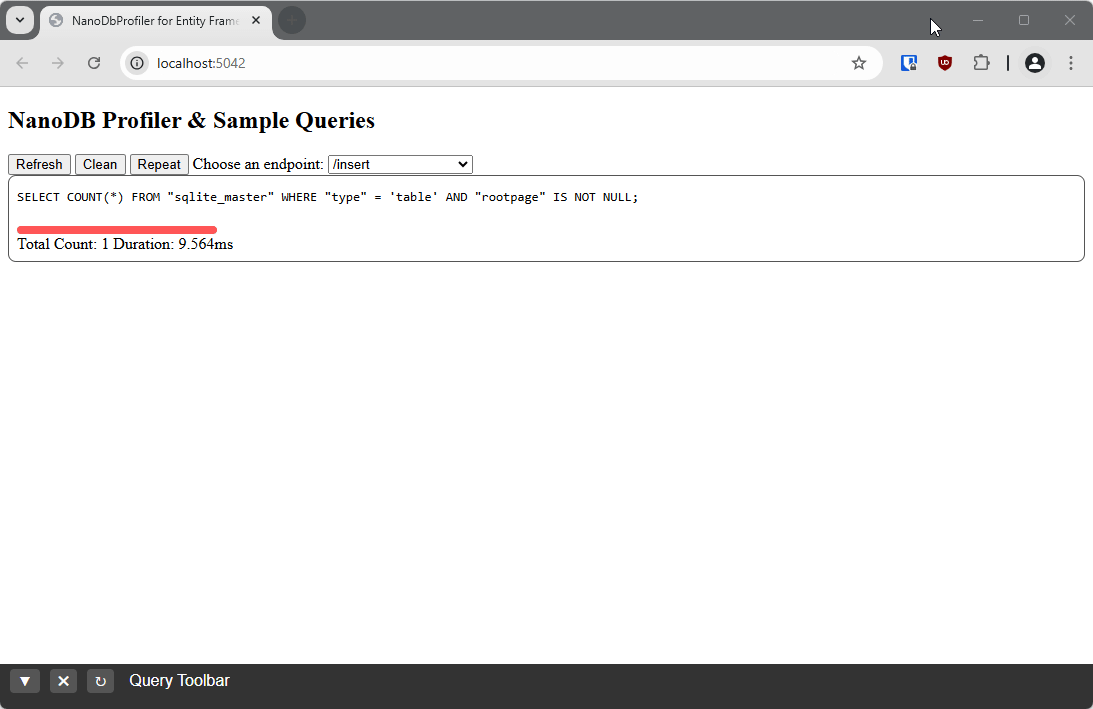 NanoDbProfiler for Entity Frame
localhost:5042
NanoDB Profiler & Sample Queries
Refresh Clean Repeat Choose an endpoint: /insert
SELECT COUNT(*) FROM "sqlite_master" WHERE "type" = 'table' AND "rootpage" IS NOT NULL;
Total Count: 1 Duration: 9.564ms
Query Toolbar